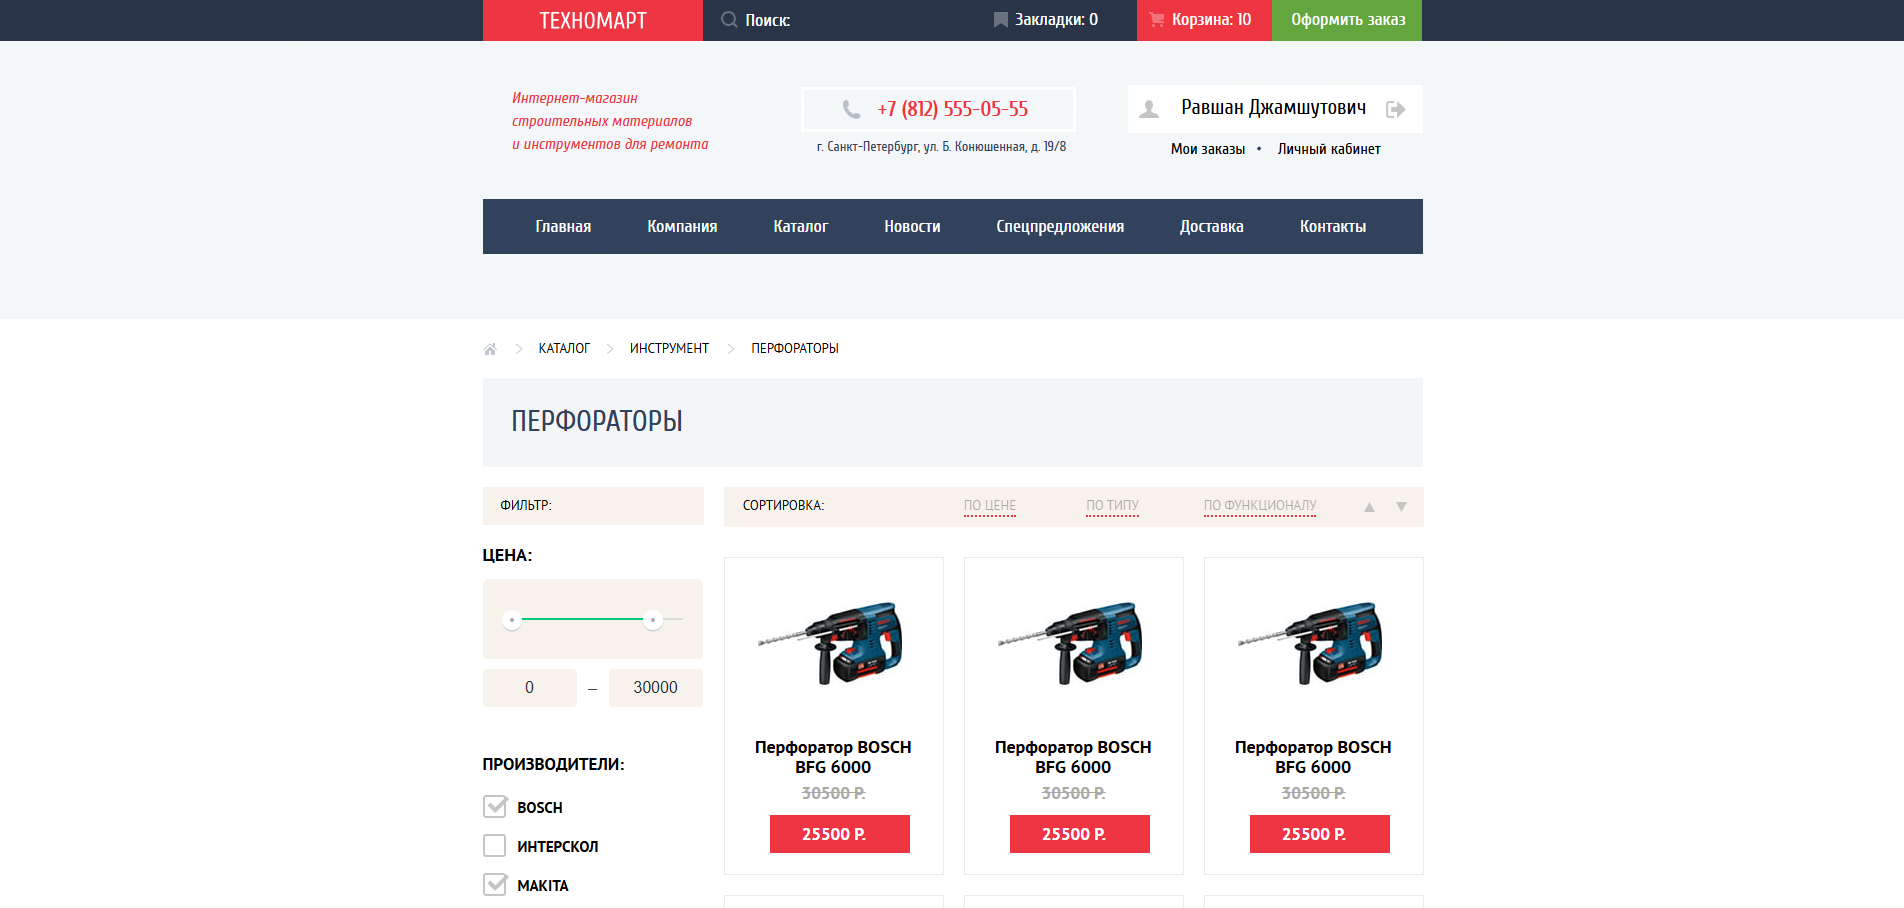 ТЕХНОМАРТ
Поиск:
Закладки: 0
Корзина: 10
Оформить заказ
Интернет-магазин
строительных материалов
и инструментов для ремонта
+7 (812) 555-05-55
г. Санкт-Петербург, ул. Б. Конюшенная, д. 19/8
Равшан Джамшутович
Мои заказы • Личный кабинет
Главная
Компания
Каталог
Новости
Спецпредложения
Доставка
Контакты
КАТАЛОГ
ИНСТРУМЕНТ
ПЕРФОРАТОРЫ
ПЕРФОРАТОРЫ
ФИЛЬТР:
СОРТИРОВКА:
ПО ЦЕНЕ
ПО ТИПУ
ПО ФУНКЦИОНАЛУ
ЦЕНА:
0 – 30000
ПРОИЗВОДИТЕЛИ:
BOSCH
ИНТЕРСКОЛ
MAKITA
Перфоратор BOSCH
BFG 6000
30500 Р.
25500 Р.
Перфоратор BOSCH
BFG 6000
30500 Р.
25500 Р.
Перфоратор BOSCH
BFG 6000
30500 Р.
25500 Р.